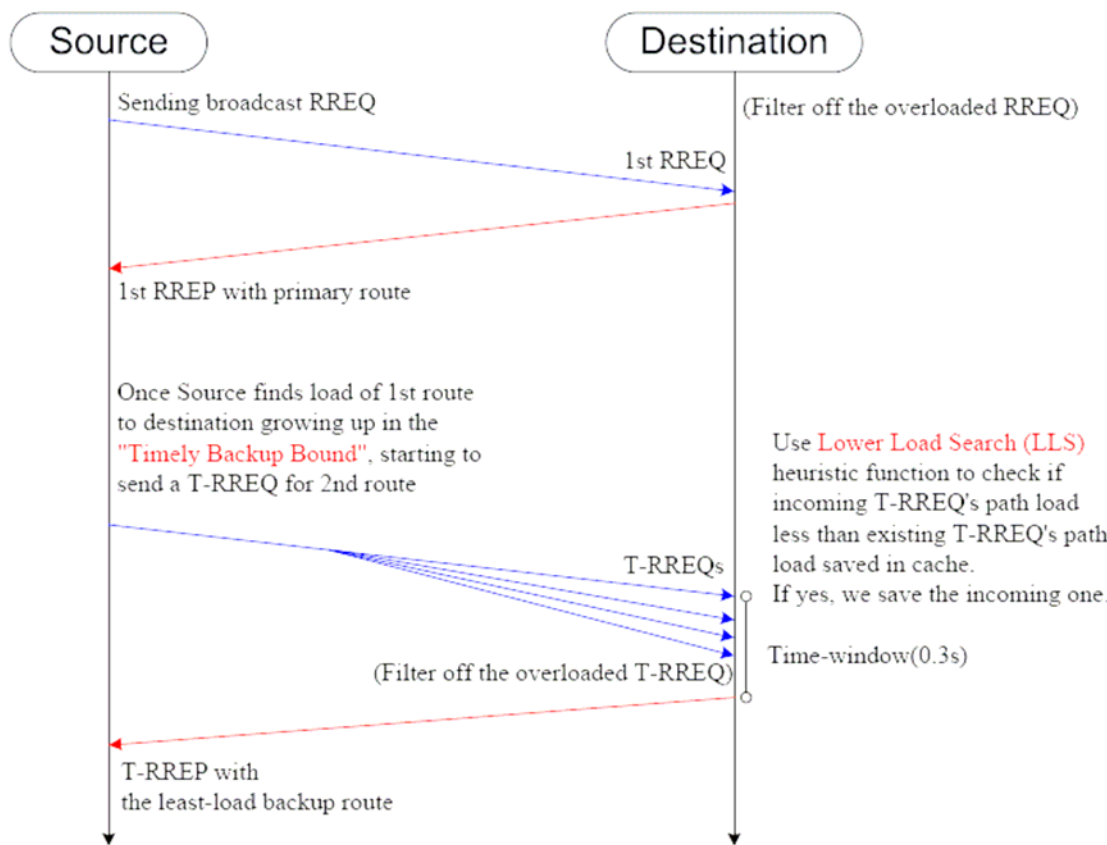 Source
Destination
Sending broadcast RREQ
(Filter off the overloaded RREQ)
1st RREQ
1st RREP with primary route
Once Source finds load of 1st route
to destination growing up in the
"Timely Backup Bound", starting to
send a T-RREQ for 2nd route
Use Lower Load Search (LLS)
heuristic function to check if
incoming T-RREQ's path load
less than existing T-RREQ's path
load saved in cache.
If yes, we save the incoming one.
T-RREQs
Time-window(0.3s)
(Filter off the overloaded T-RREQ)
T-RREP with
the least-load backup route